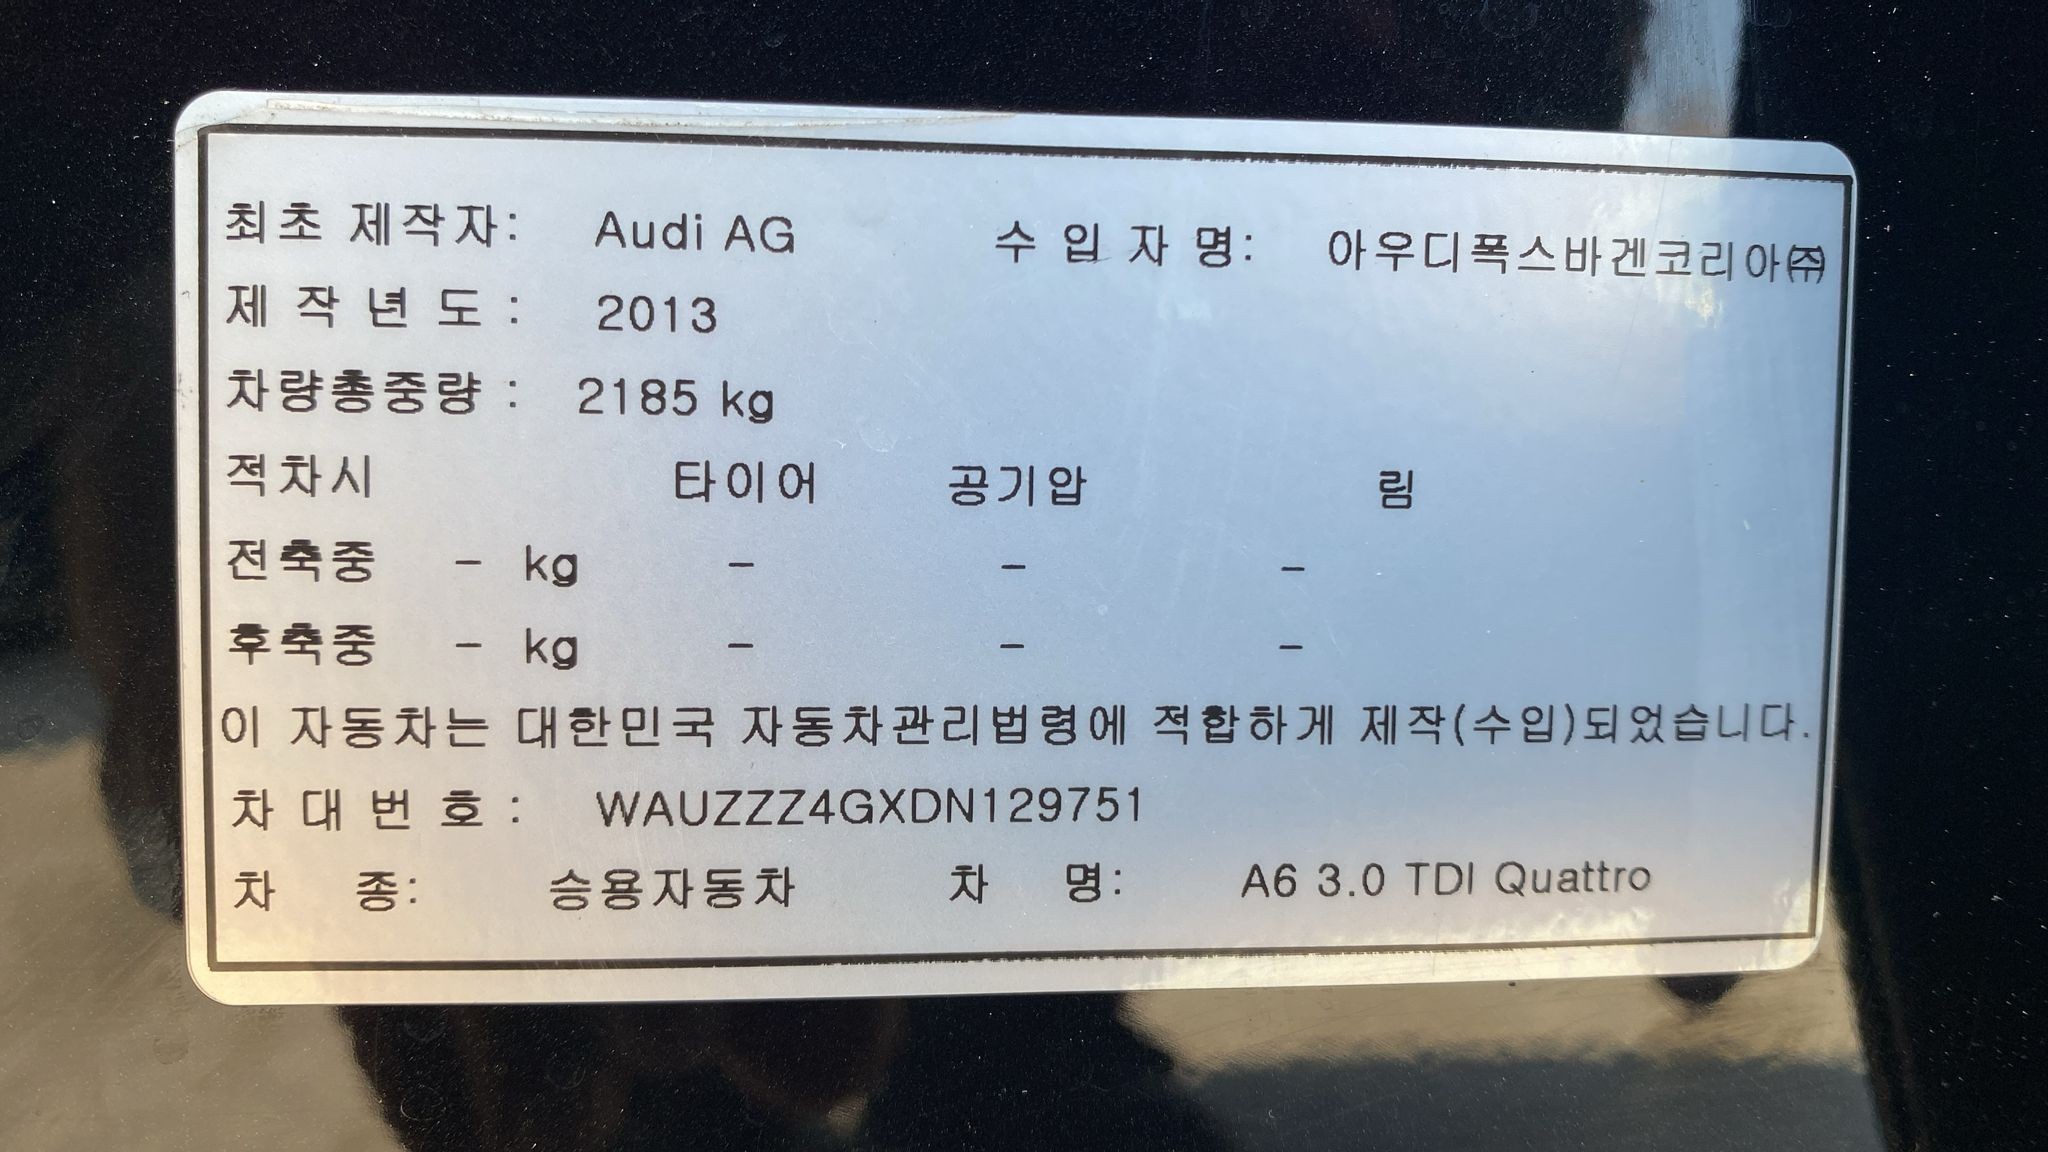 최초 제작자: Audi AG 수 입 자 명: 아우디폭스바겐코리아㈜
제 작 년 도 : 2013
차량총중량 : 2185 kg
적차시 타이어 공기압 림
전축중 - kg - - -
후축중 - kg - - -
이 자동차는 대한민국 자동차관리법령에 적합하게 제작(수입)되었습니다.
차 대 번 호 : WAUZZZ4GXDN129751
차 종: 승용자동차 차 명: A6 3.0 TDI Quattro